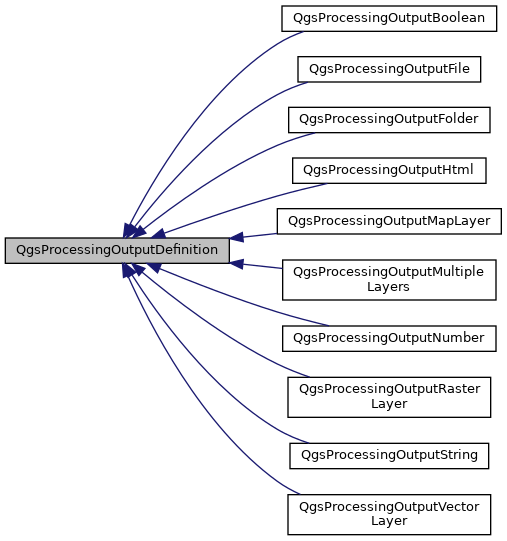 QgsProcessingOutputBoolean
QgsProcessingOutputFile
QgsProcessingOutputFolder
QgsProcessingOutputHtml
QgsProcessingOutputMapLayer
QgsProcessingOutputDefinition
QgsProcessingOutputMultiple
Layers
QgsProcessingOutputNumber
QgsProcessingOutputRaster
Layer
QgsProcessingOutputString
QgsProcessingOutputVector
Layer